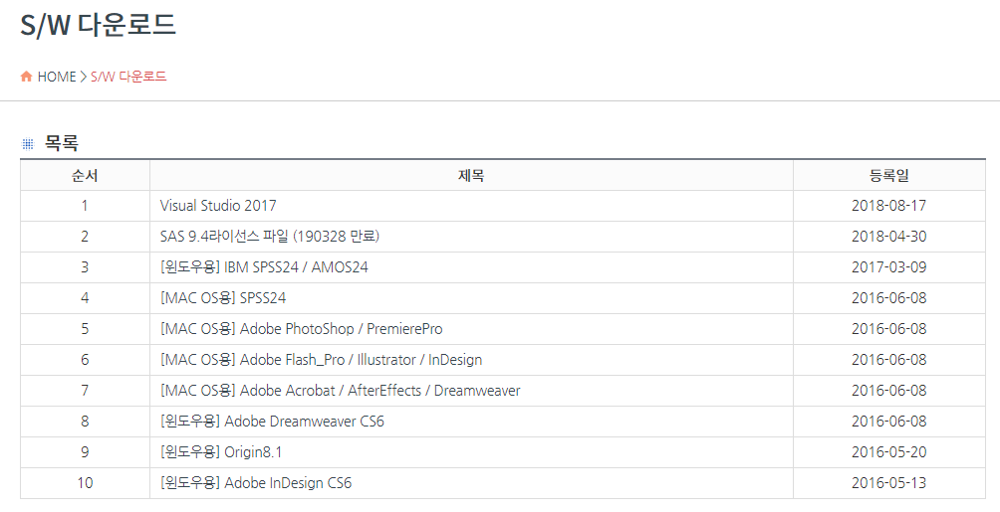 S/W 다운로드
HOME > S/W 다운로드
목록
순서 제목 등록일
1 Visual Studio 2017 2018-08-17
2 SAS 9.4라이선스 파일 (190328 만료) 2018-04-30
3 [윈도우용] IBM SPSS24 / AMOS24 2017-03-09
4 [MAC OS용] SPSS24 2016-06-08
5 [MAC OS용] Adobe PhotoShop / PremierePro 2016-06-08
6 [MAC OS용] Adobe Flash_Pro / Illustrator / InDesign 2016-06-08
7 [MAC OS용] Adobe Acrobat / AfterEffects / Dreamweaver 2016-06-08
8 [윈도우용] Adobe Dreamweaver CS6 2016-06-08
9 [윈도우용] Origin8.1 2016-05-20
10 [윈도우용] Adobe InDesign CS6 2016-05-13